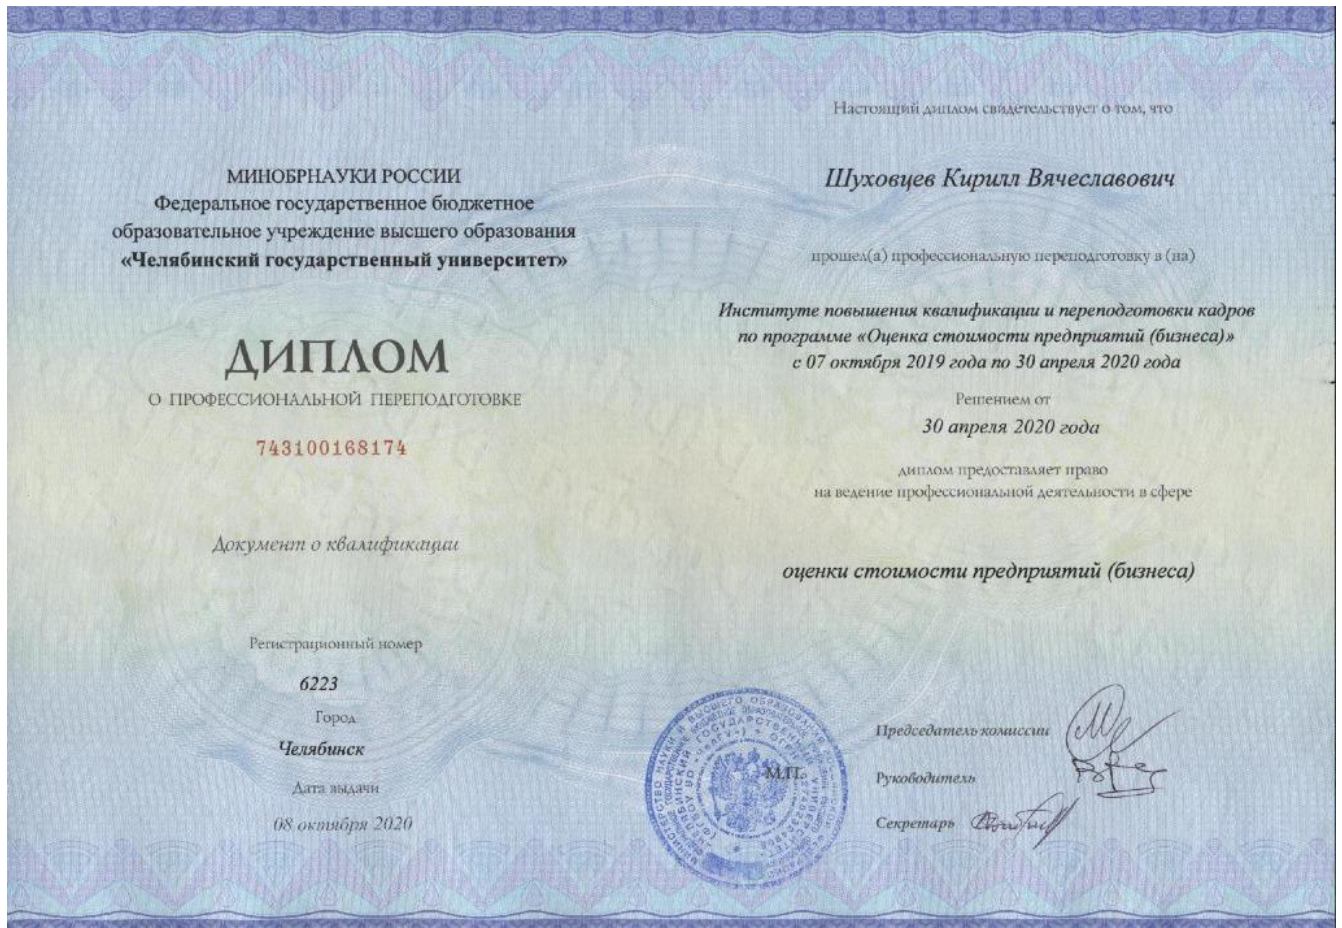 МИНОБРНАУКИ РОССИИ
Федеральное государственное бюджетное
образовательное учреждение высшего образования
«Челябинский государственный университет»
ДИПЛОМ
О ПРОФЕССИОНАЛЬНОЙ ПЕРЕПОДГОТОВКЕ
743100168174
Документ о квалификации
Регистрационный номер
6223
Город
Челябинск
Дата выдачи
08 октября 2020
Настоящий диплом свидетельствует о том, что
Шуховцев Кирилл Вячеславович
прошел(а) профессиональную переподготовку в (на)
Институте повышения квалификации и переподготовки кадров
по программе «Оценка стоимости предприятий (бизнеса)»
с 07 октября 2019 года по 30 апреля 2020 года
Решением от
30 апреля 2020 года
диплом предоставляет право
на ведение профессиональной деятельности в сфере
оценки стоимости предприятий (бизнеса)
М.П.
Председатель комиссии
Руководитель
Секретарь